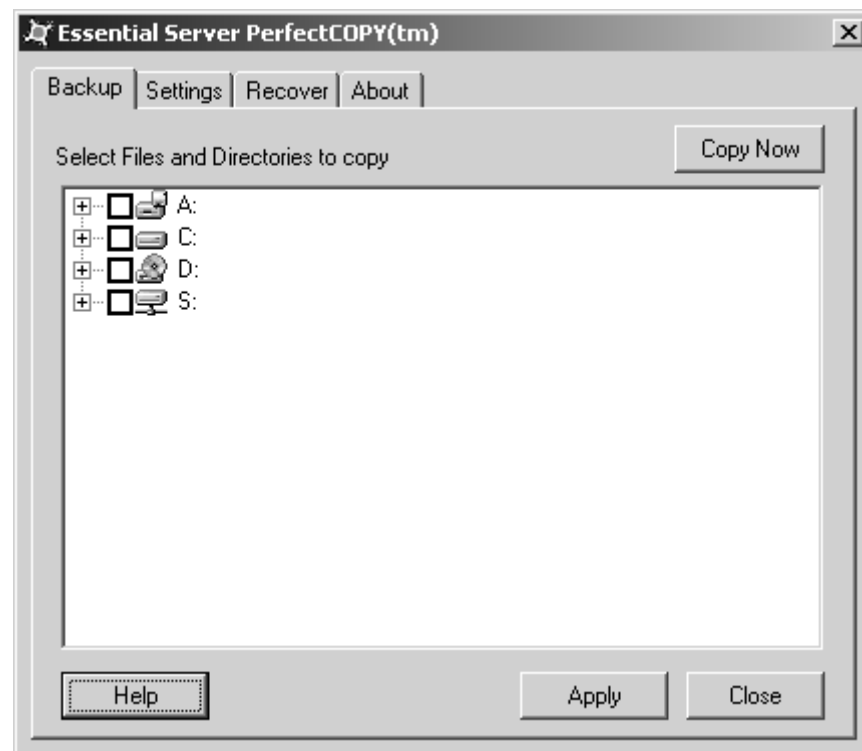 Essential Server PerfectCOPY(tm)
Backup Settings Recover About
Select Files and Directories to copy
Copy Now
A:
C:
D:
S:
Help Apply Close